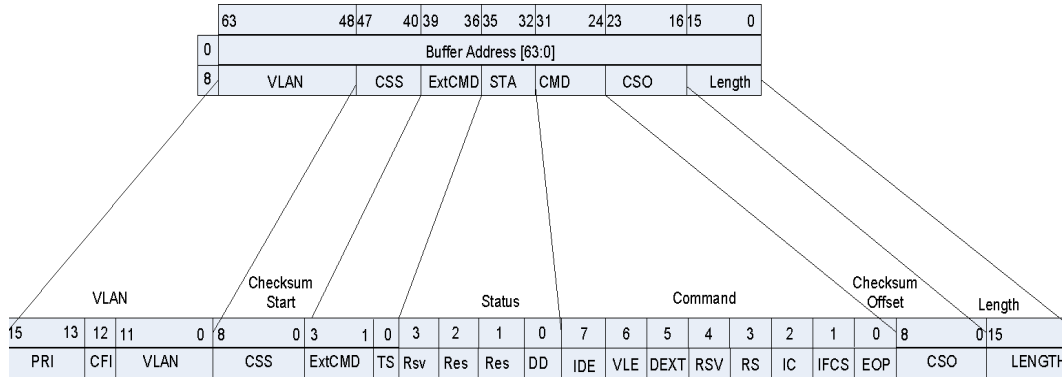 63 48 47 40 39 36 35 32 31 24 23 16 15 0
0 Buffer Address [63:0]
8 VLAN CSS ExtCMD STA CMD CSO Length
VLAN Checksum Start Status Command Checksum Offset Length
15 13 12 11 0 8 0 3 1 0 3 2 1 0 7 6 5 4 3 2 1 0 8 0 15
PRI CFI VLAN CSS ExtCMD TS Rsv Res Res DD IDE VLE DEXT RSV RS IC IFCS EOP CSO LENGTH